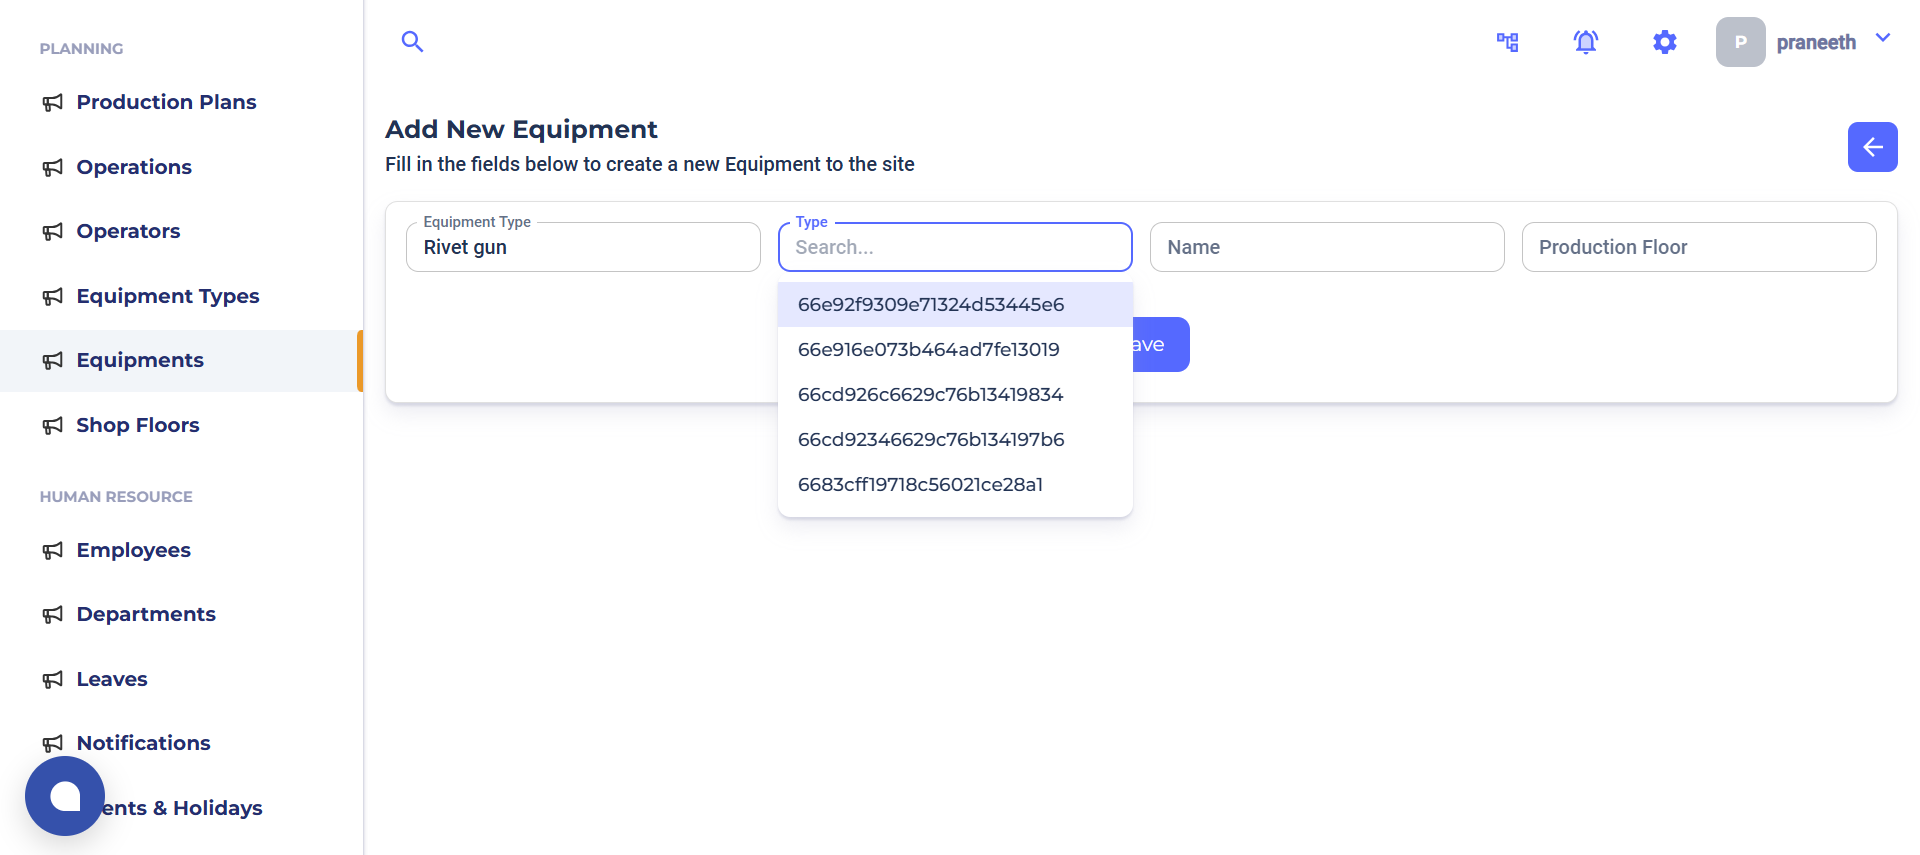 PLANNING
Production Plans
Operations
Operators
Equipment Types
Equipments
Shop Floors
HUMAN RESOURCE
Employees
Departments
Leaves
Notifications
ents & Holidays
P praneeth
Add New Equipment
Fill in the fields below to create a new Equipment to the site
Equipment Type
Rivet gun
Type
Search...
Name
Production Floor
66e92f9309e71324d53445e6
66e916e073b464ad7fe13019
66cd926c6629c76b13419834
66cd92346629c76b134197b6
6683cff19718c56021ce28a1
ave